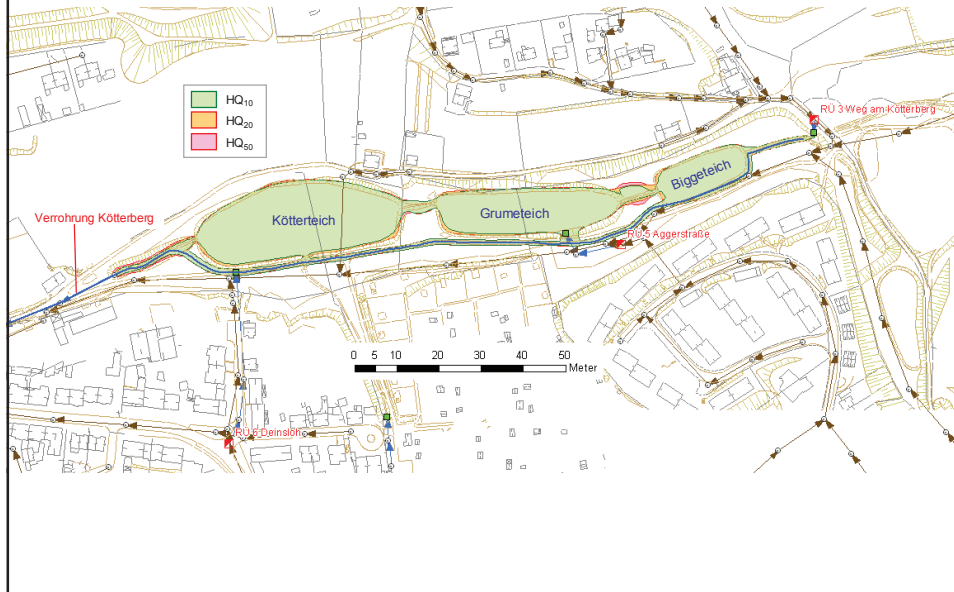 RÜ 3 Weg am Kötterberg
HQ10
HQ20
HQ50
Biggeteich
Grumeteich
Kötterteich
Verrohrung Kötterberg
RÜ 5 Aggerstraße
0 5 10 20 30 40 50
Meter
RÜ 6 Deinsloh